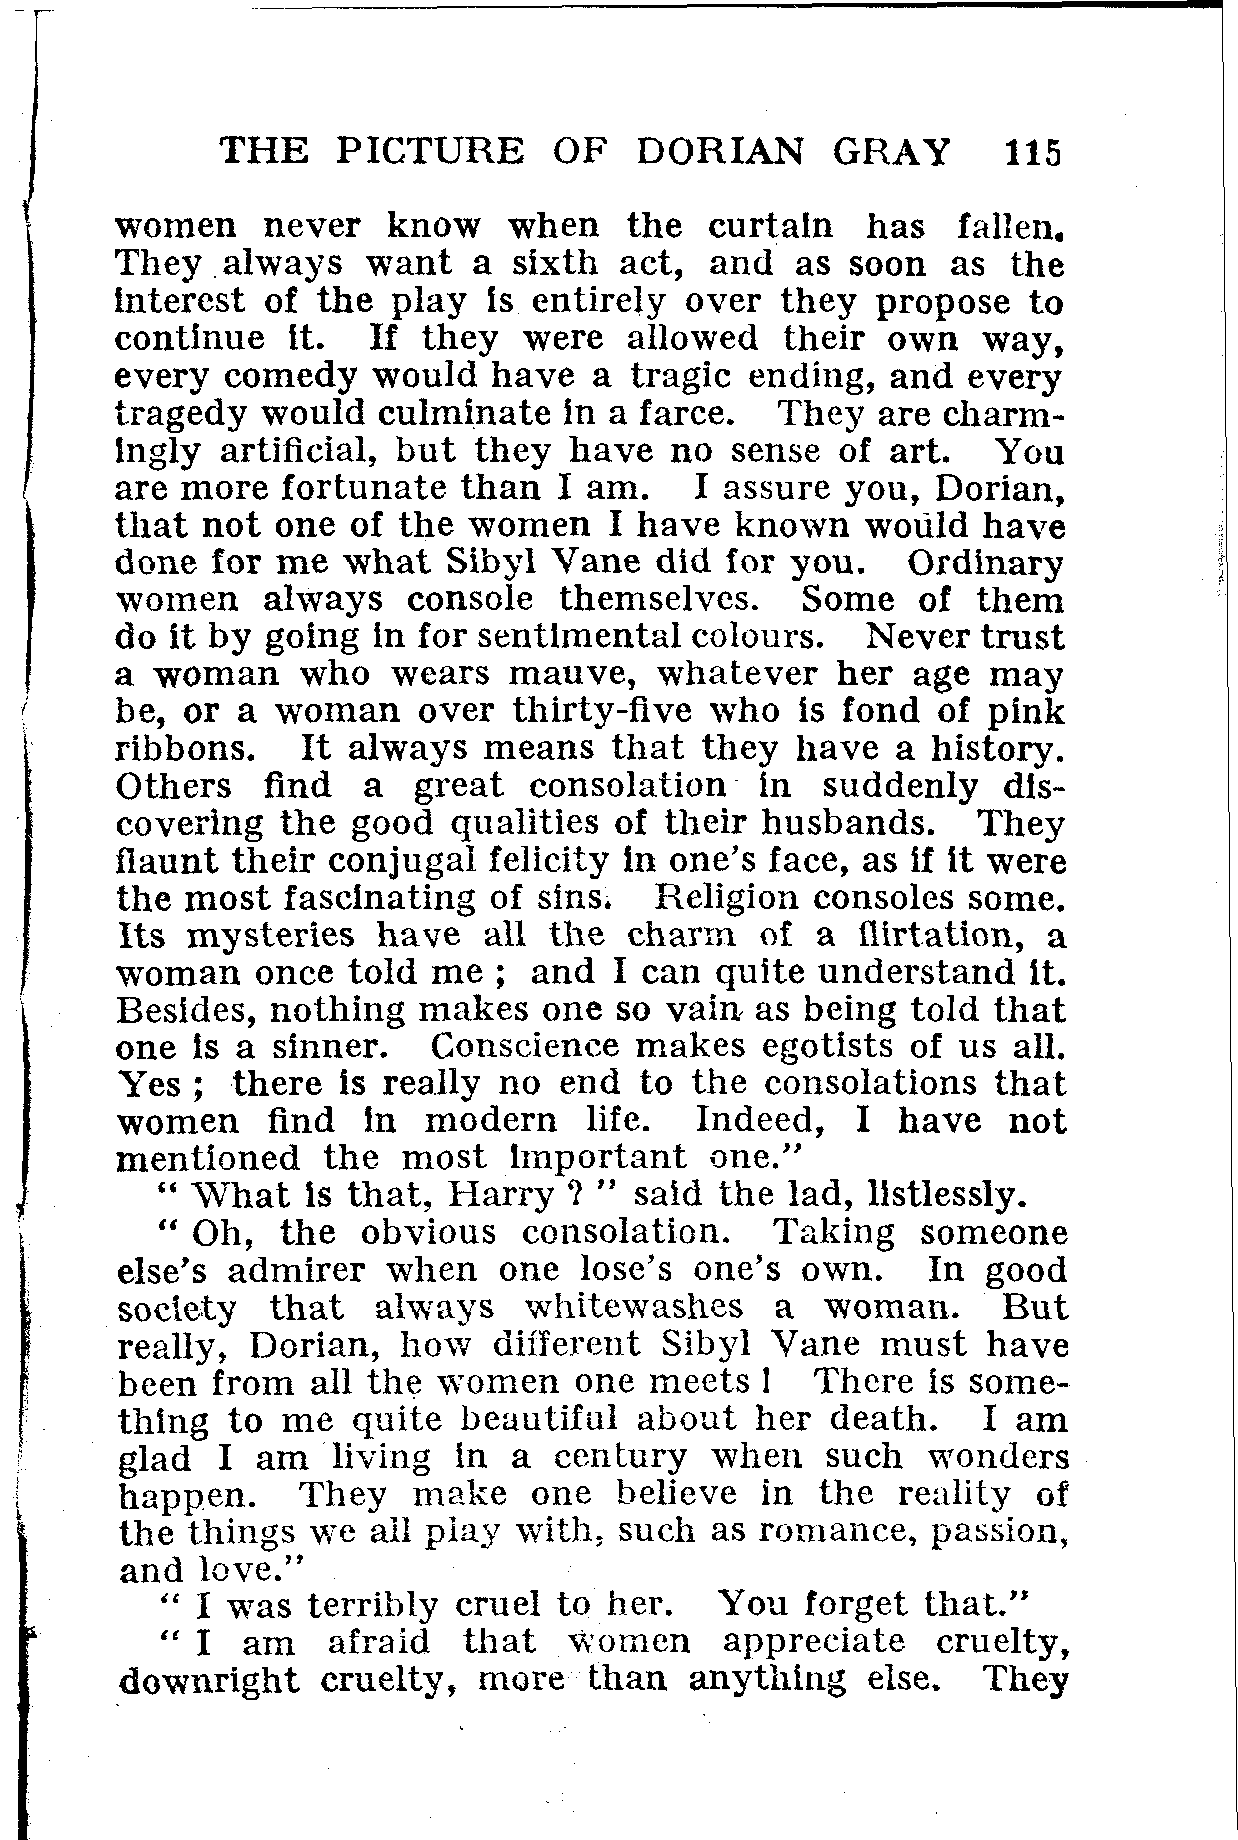 THE PICTURE OF DORIAN GRAY 115
women never know when the curtain has fallen.
They always want a sixth act, and as soon as the
interest of the play is entirely over they propose to
continue it. If they were allowed their own way,
every comedy would have a tragic ending, and every
tragedy would culminate in a farce. They are charm-
ingly artificial, but they have no sense of art. You
are more fortunate than I am. I assure you, Dorian,
that not one of the women I have known would have
done for me what Sibyl Vane did for you. Ordinary
women always console themselves. Some of them
do it by going in for sentimental colours. Never trust
a woman who wears mauve, whatever her age may
be, or a woman over thirty-five who is fond of pink
ribbons. It always means that they have a history.
Others find a great consolation in suddenly dis-
covering the good qualities of their husbands. They
flaunt their conjugal felicity in one's face, as if it were
the most fascinating of sins. Religion consoles some.
Its mysteries have all the charm of a flirtation, a
woman once told me ; and I can quite understand it.
Besides, nothing makes one so vain as being told that
one is a sinner. Conscience makes egotists of us all.
Yes ; there is really no end to the consolations that
women find in modern life. Indeed, I have not
mentioned the most important one."
" What is that, Harry ? " said the lad, listlessly.
" Oh, the obvious consolation. Taking someone
else's admirer when one lose's one's own. In good
society that always whitewashes a woman. But
really, Dorian, how different Sibyl Vane must have
been from all the women one meets ! There is some-
thing to me quite beautiful about her death. I am
glad I am living in a century when such wonders
happen. They make one believe in the reality of
the things we all play with, such as romance, passion,
and love."
" I was terribly cruel to her. You forget that."
" I am afraid that women appreciate cruelty,
downright cruelty, more than anything else. They